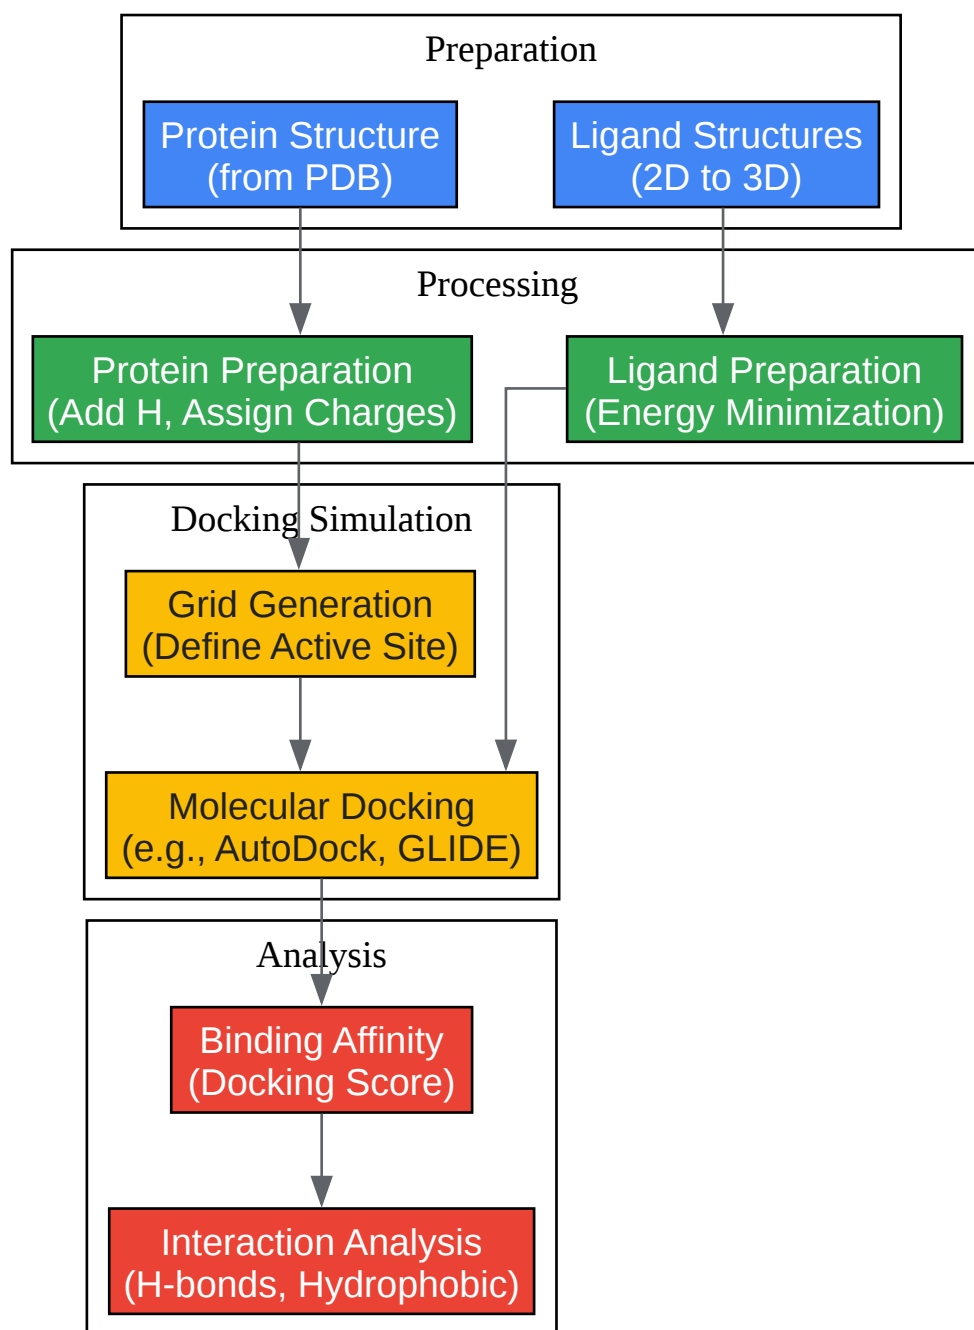 Preparation
Protein Structure
(from PDB)
Ligand Structures
(2D to 3D)
Processing
Protein Preparation
(Add H, Assign Charges)
Ligand Preparation
(Energy Minimization)
Docking Simulation
Grid Generation
(Define Active Site)
Molecular Docking
(e.g., AutoDock, GLIDE)
Analysis
Binding Affinity
(Docking Score)
Interaction Analysis
(H-bonds, Hydrophobic)